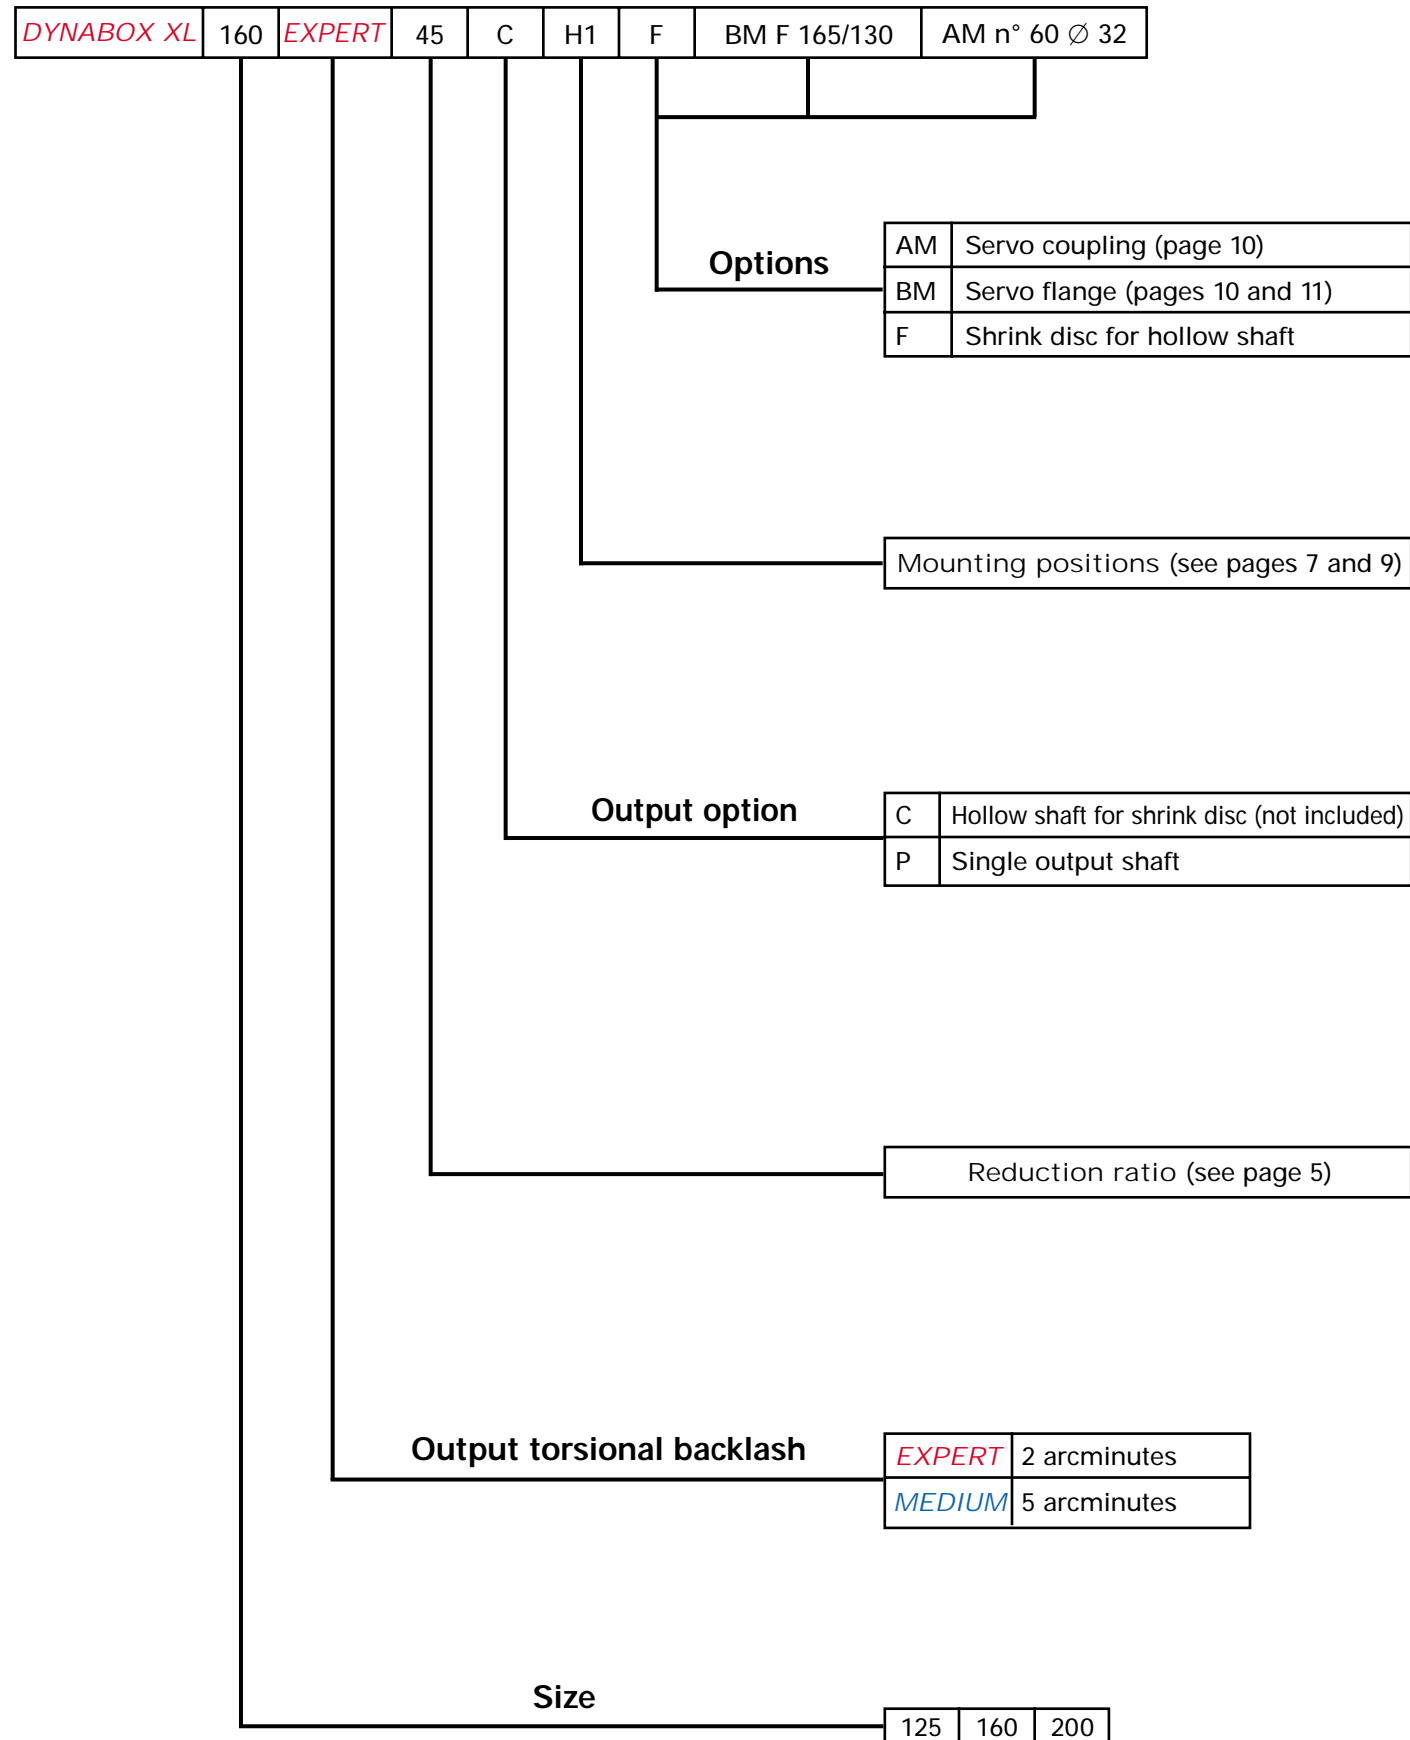 DYNABOX XL 160 EXPERT 45 C H1 F BM F 165/130 AM n° 60 ∅ 32
Options
AM Servo coupling (page 10)
BM Servo flange (pages 10 and 11)
F Shrink disc for hollow shaft
Mounting positions (see pages 7 and 9)
Output option
C Hollow shaft for shrink disc (not included)
P Single output shaft
Reduction ratio (see page 5)
Output torsional backlash
EXPERT 2 arcminutes
MEDIUM 5 arcminutes
Size
125 160 200